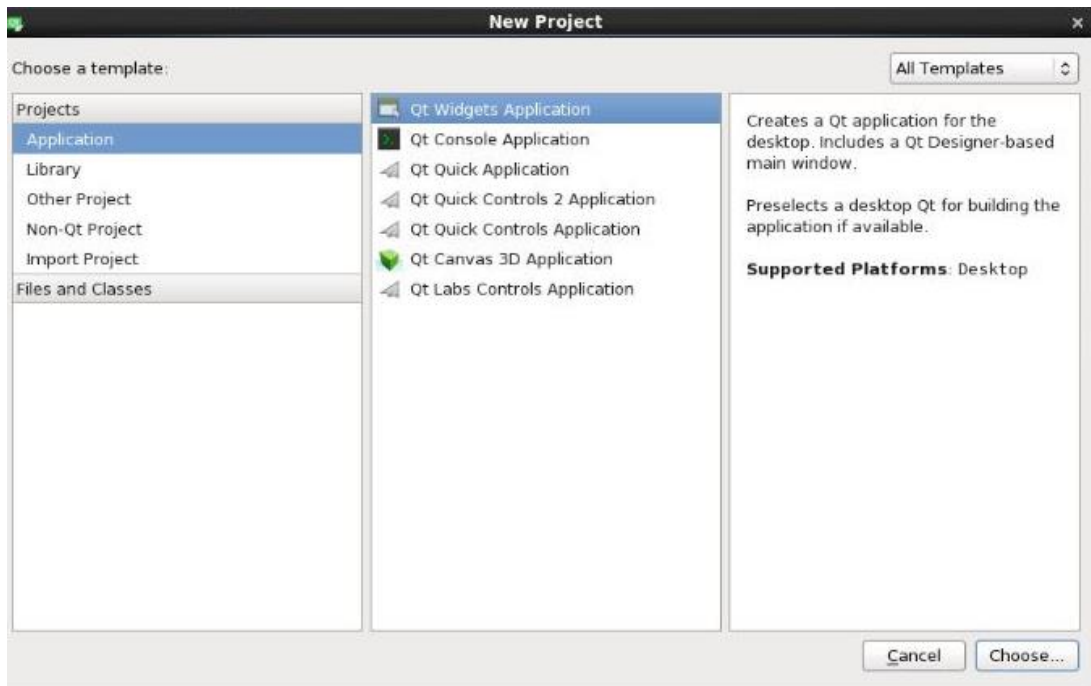 New Project
Choose a template:
All Templates
Projects
Application
Library
Other Project
Non-Qt Project
Import Project
Files and Classes
Qt Widgets Application
Qt Console Application
Qt Quick Application
Qt Quick Controls 2 Application
Qt Quick Controls Application
Qt Canvas 3D Application
Qt Labs Controls Application
Creates a Qt application for the
desktop. Includes a Qt Designer-based
main window.
Preselects a desktop Qt for building the
application if available.
Supported Platforms: Desktop
Cancel
Choose...